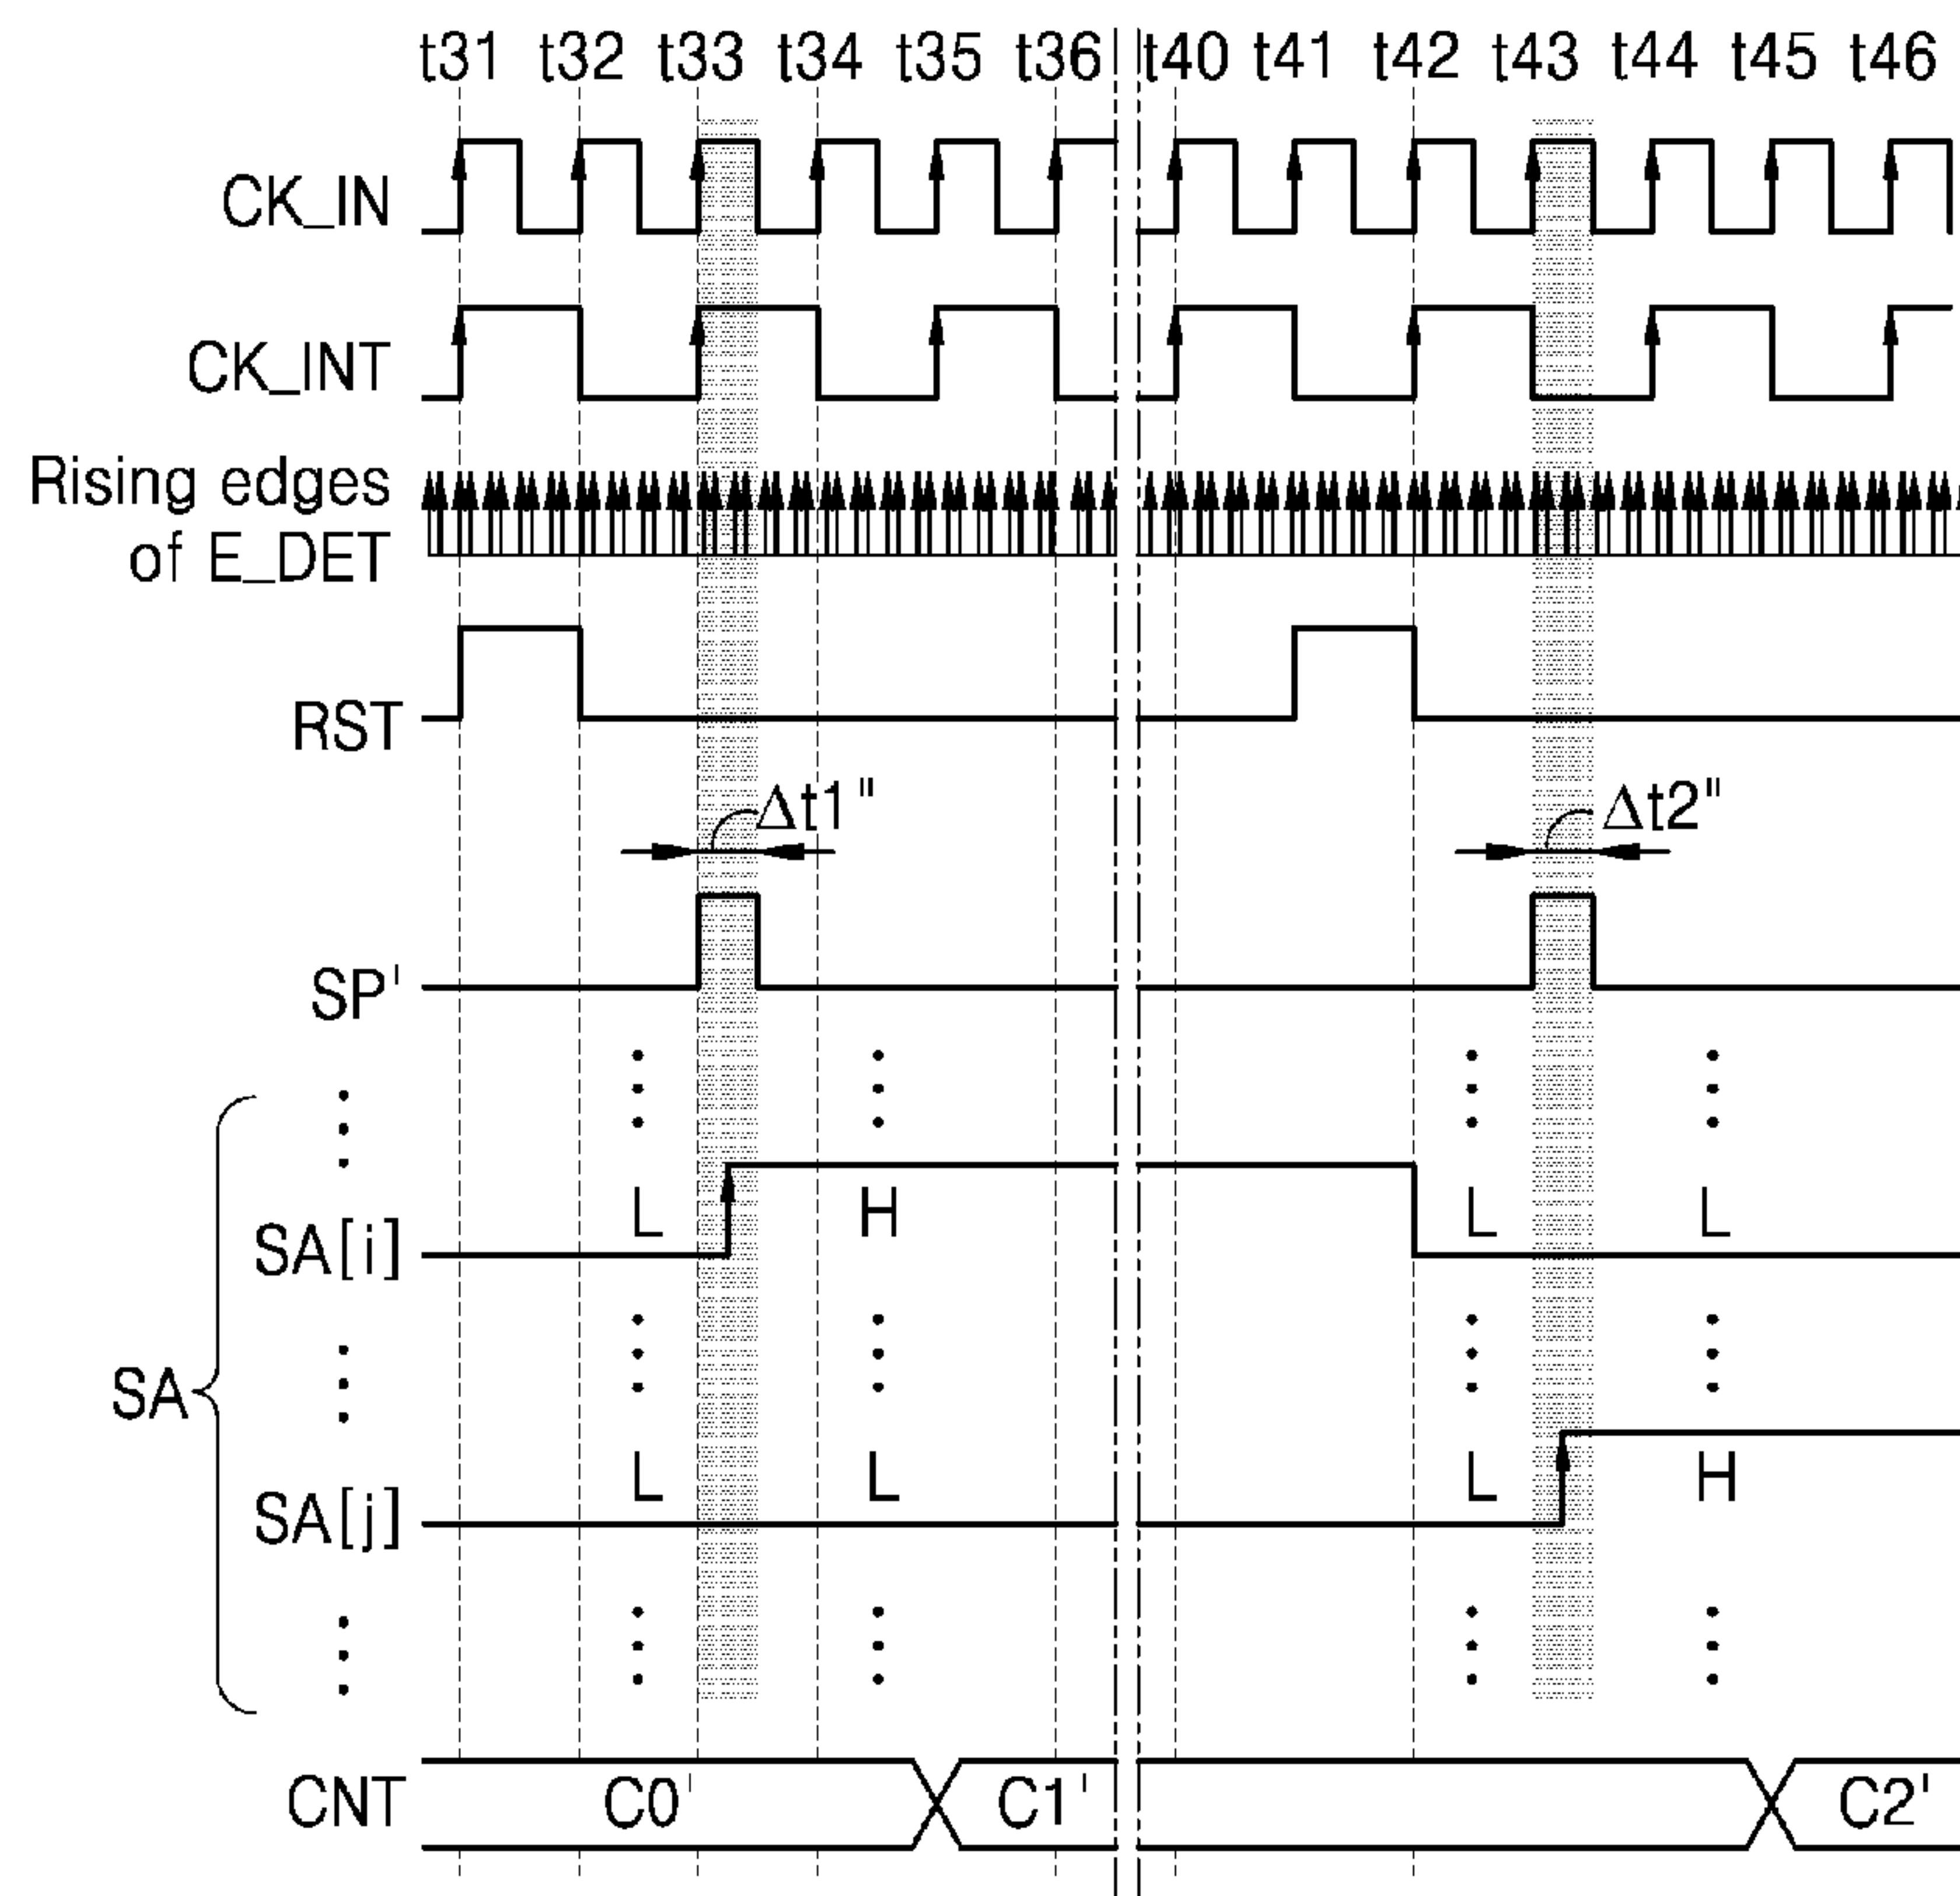 t31 t32 t33 t34 t35 t36 t40 t41 t42 t43 t44 t45 t46
CK_IN
CK_INT
Rising edges
of E_DET
RST
Δt1" Δt2"
SP'
SA[i] L H L L
SA
SA[j] L L L H
CNT C0' C1' C2'